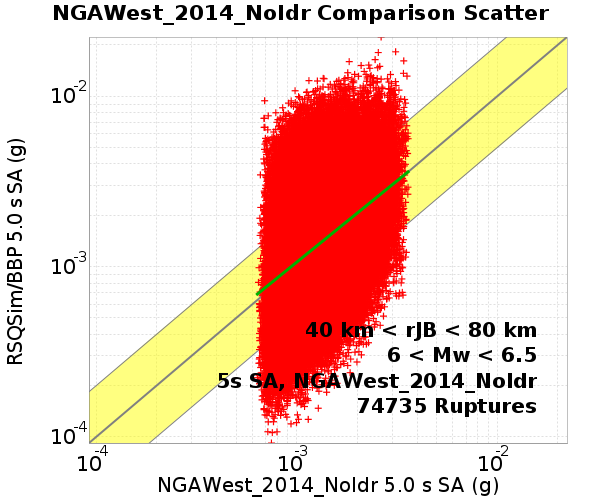 NGAWest_2014_NoIdr Comparison Scatter
RSQSim/BBP 5.0 s SA (g)
10-2
10-3
10-4
40 km < rJB < 80 km
6 < Mw < 6.5
5s SA, NGAWest_2014_NoIdr
74735 Ruptures
10-4 10-3 10-2
NGAWest_2014_NoIdr 5.0 s SA (g)